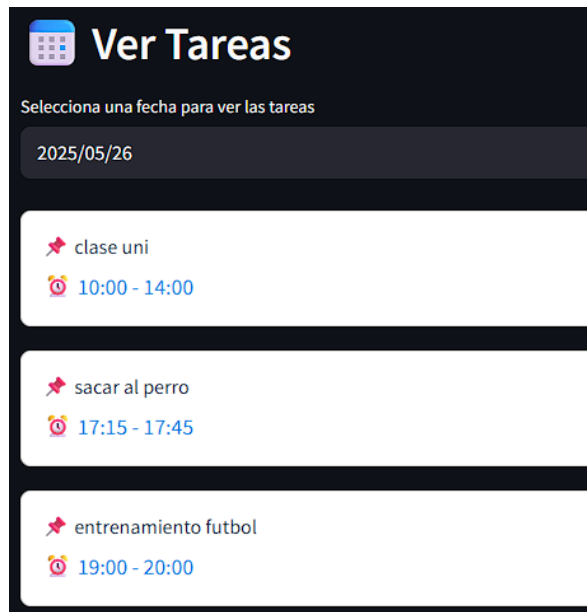 Ver Tareas
Selecciona una fecha para ver las tareas
2025/05/26
clase uni
10:00 - 14:00
sacar al perro
17:15 - 17:45
entrenamiento futbol
19:00 - 20:00